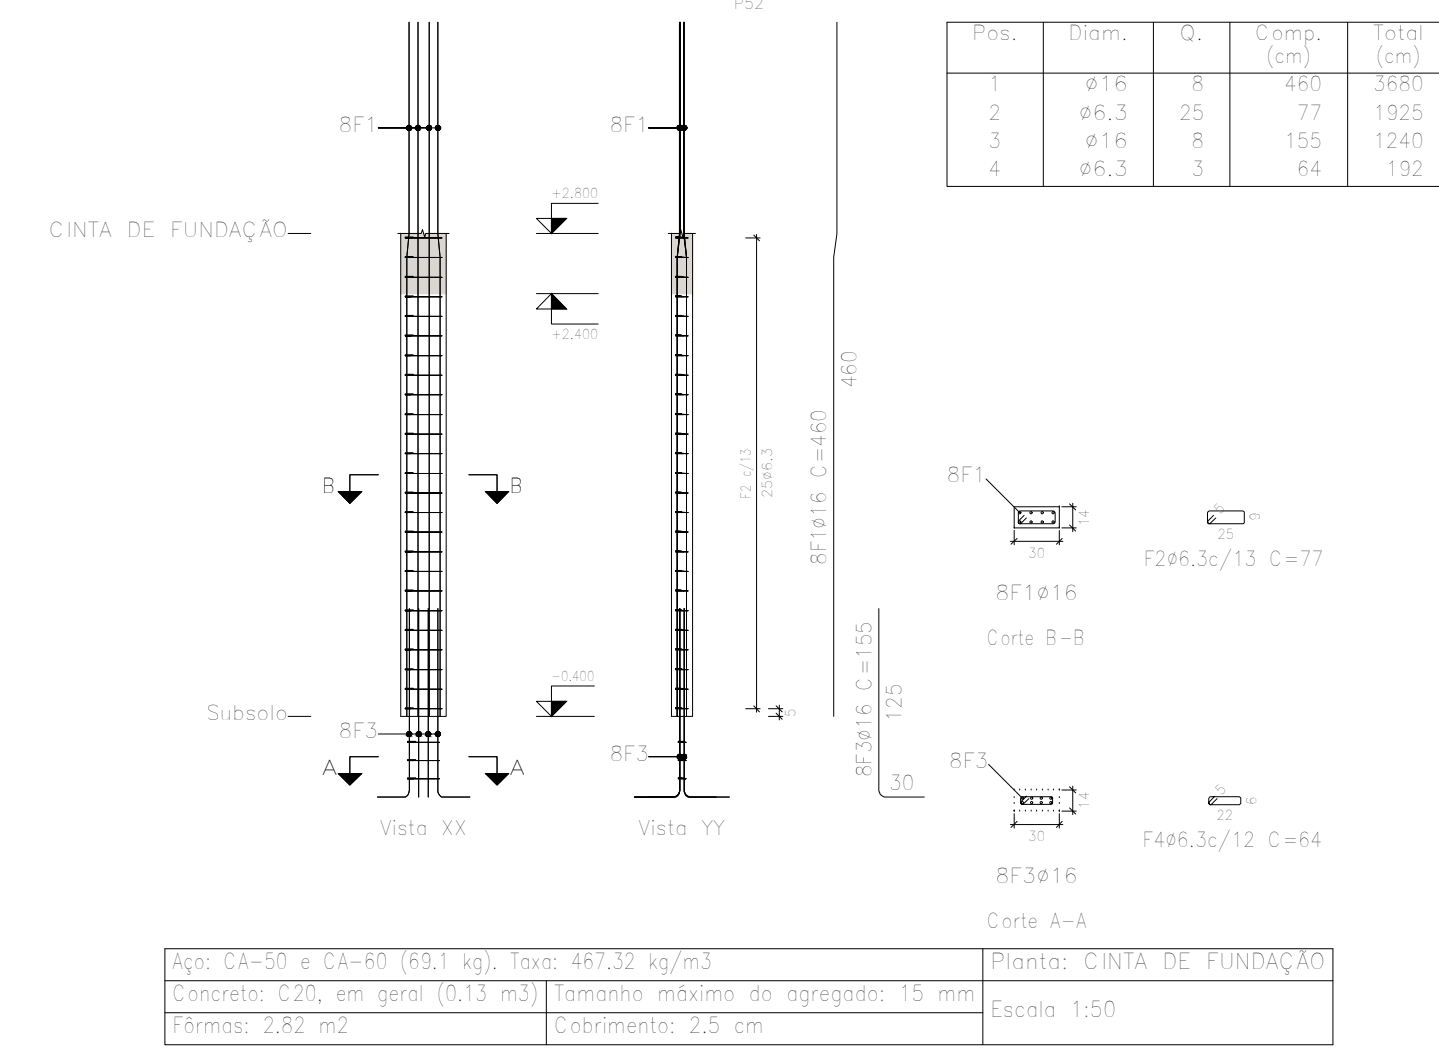 P52
Pos. Diam. Q. Comp. (cm) Total (cm)
1 ø16 8 460 3680
2 ø6.3 25 77 1925
3 ø16 8 155 1240
4 ø6.3 3 64 192
8F1
8F1
+2.800
CINTA DE FUNDAÇÃO
+2.400
460
F2 c/13
25ø6.3
8F1ø16 C=460
B B
8F1
14
30
8F1ø16
Corte B-B
5
9
25
F2ø6.3c/13 C=77
8F3ø16 C=155
125
30
-0.400
5
Subsolo
8F3
8F3
A A
Vista XX
Vista YY
8F3
14
30
8F3ø16
Corte A-A
5
6
22
F4ø6.3c/12 C=64
Aço: CA-50 e CA-60 (69.1 kg). Taxa: 467.32 kg/m3
Planta: CINTA DE FUNDAÇÃO
Concreto: C20, em geral (0.13 m3)
Tamanho máximo do agregado: 15 mm
Escala 1:50
Fôrmas: 2.82 m2
Cobrimento: 2.5 cm